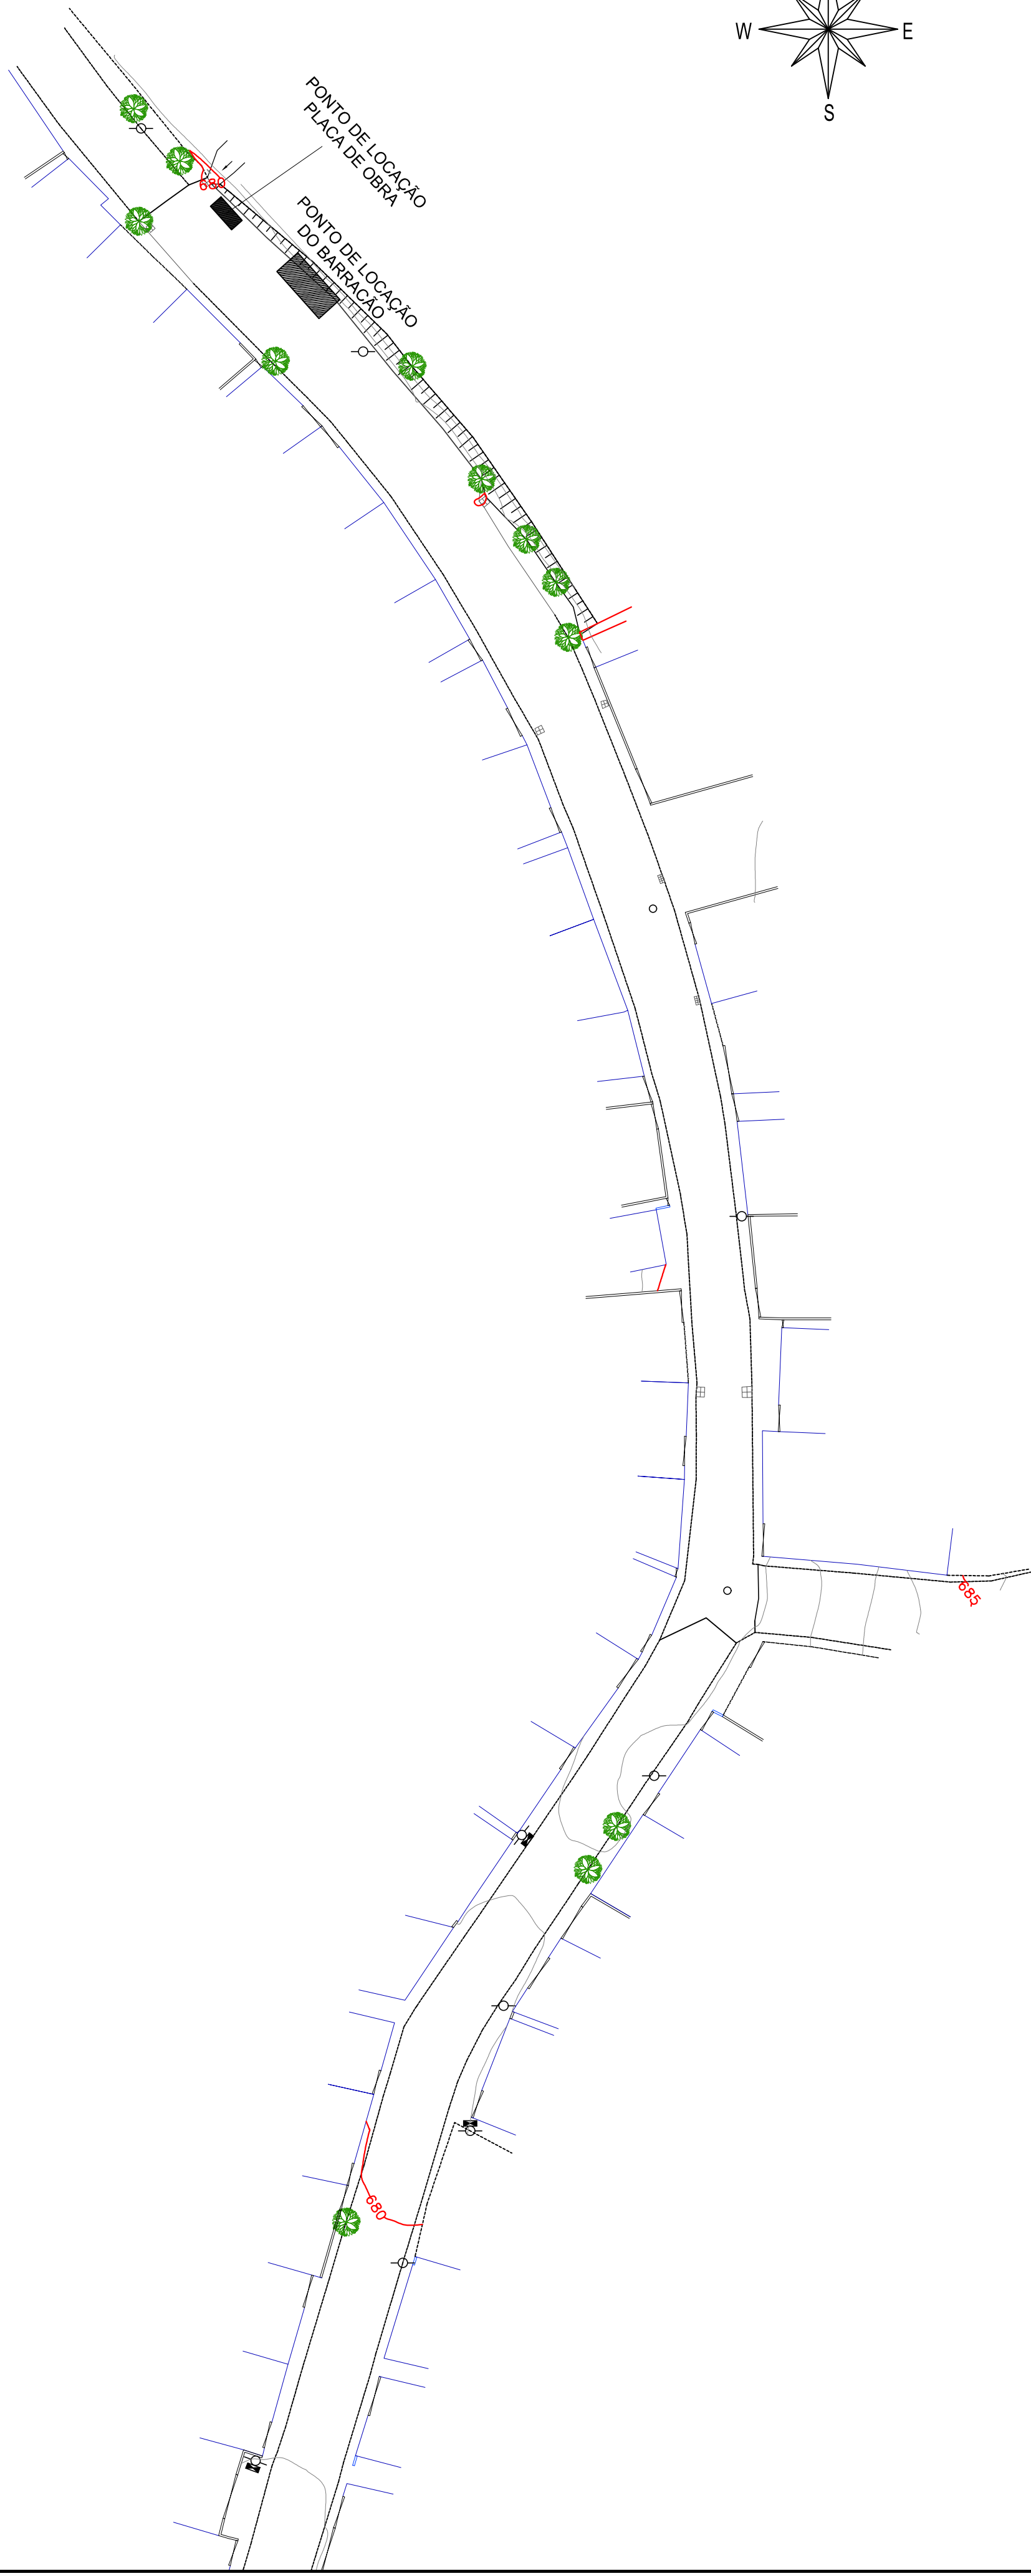 W
E
S
PONTO DE LOCAÇÃO
PLACA DE OBRA
680
PONTO DE LOCAÇÃO
DO BARRACÃO
685
680